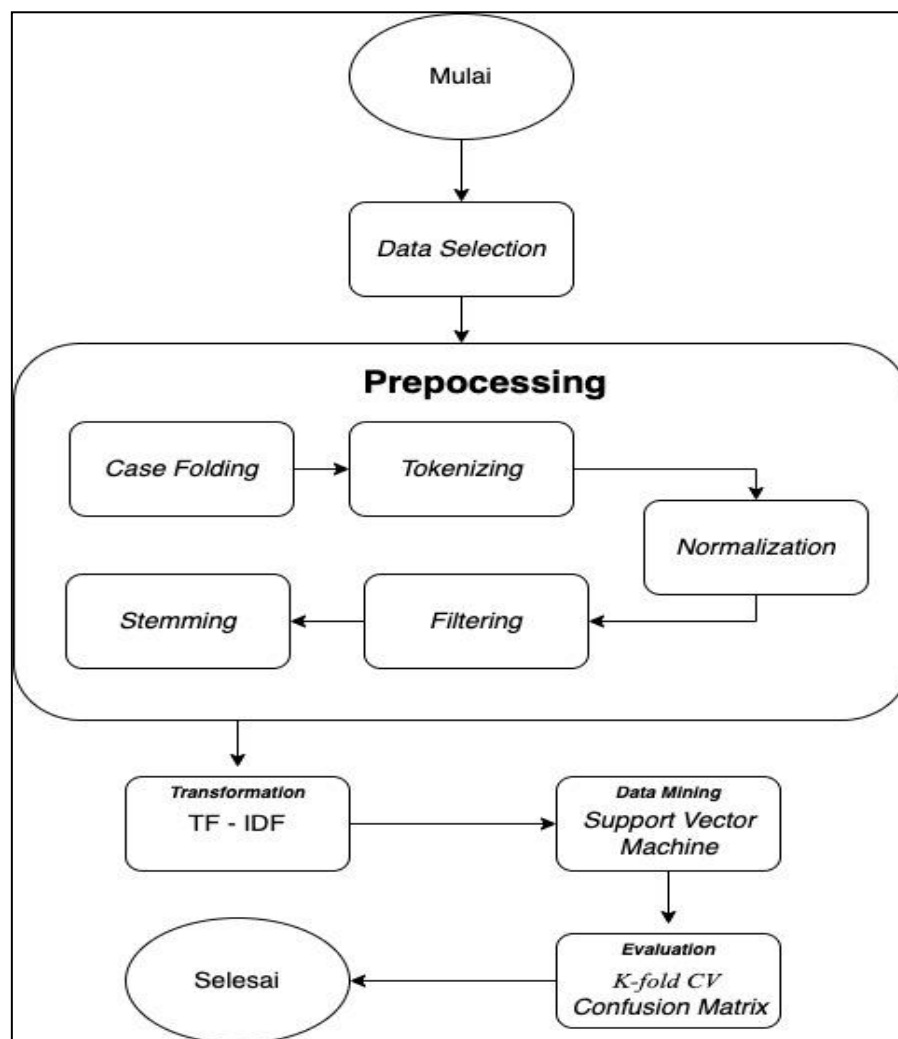 Mulai
Data Selection
Prepocessing
Case Folding
Tokenizing
Normalization
Filtering
Stemming
Transformation
TF - IDF
Data Mining
Support Vector
Machine
Evaluation
K-fold CV
Confusion Matrix
Selesai